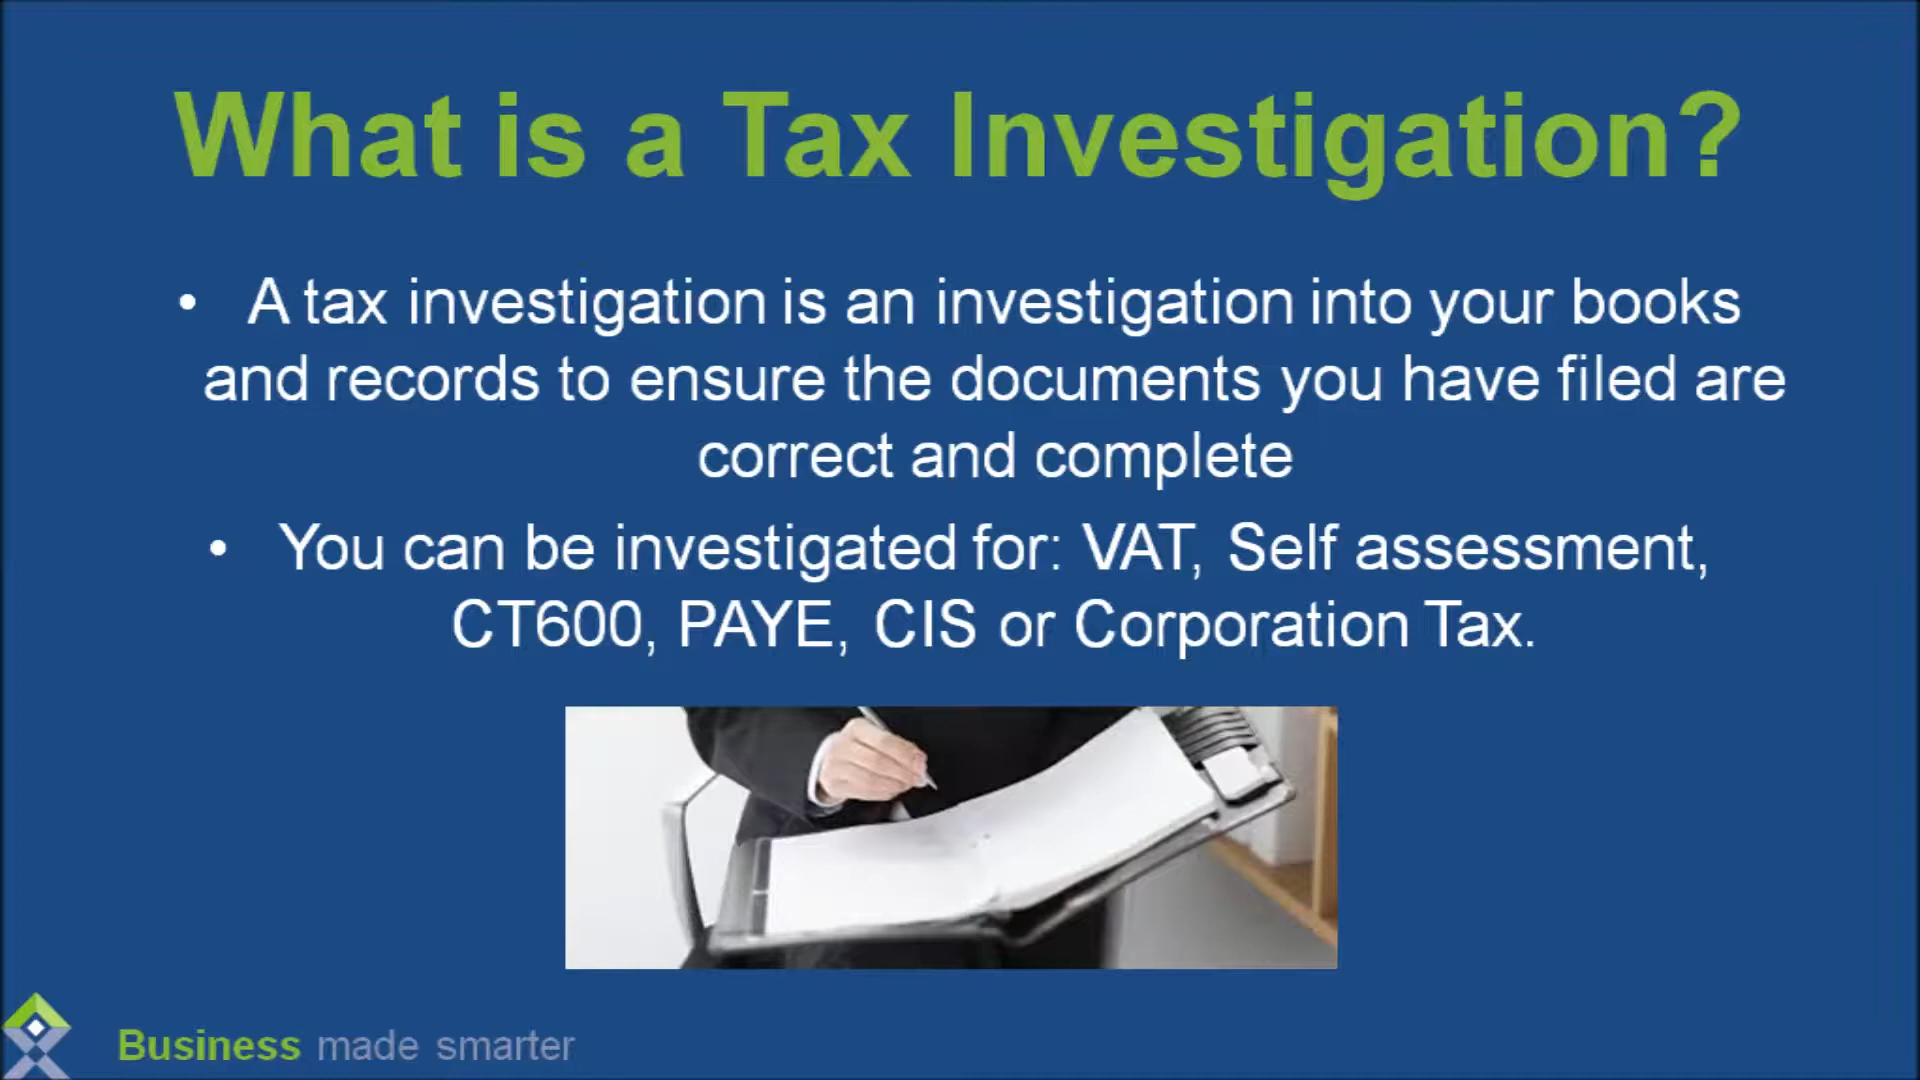 What is a Tax Investigation?
• A tax investigation is an investigation into your books
and records to ensure the documents you have filed are
correct and complete
• You can be investigated for: VAT, Self assessment,
CT600, PAYE, CIS or Corporation Tax.
Business made smarter